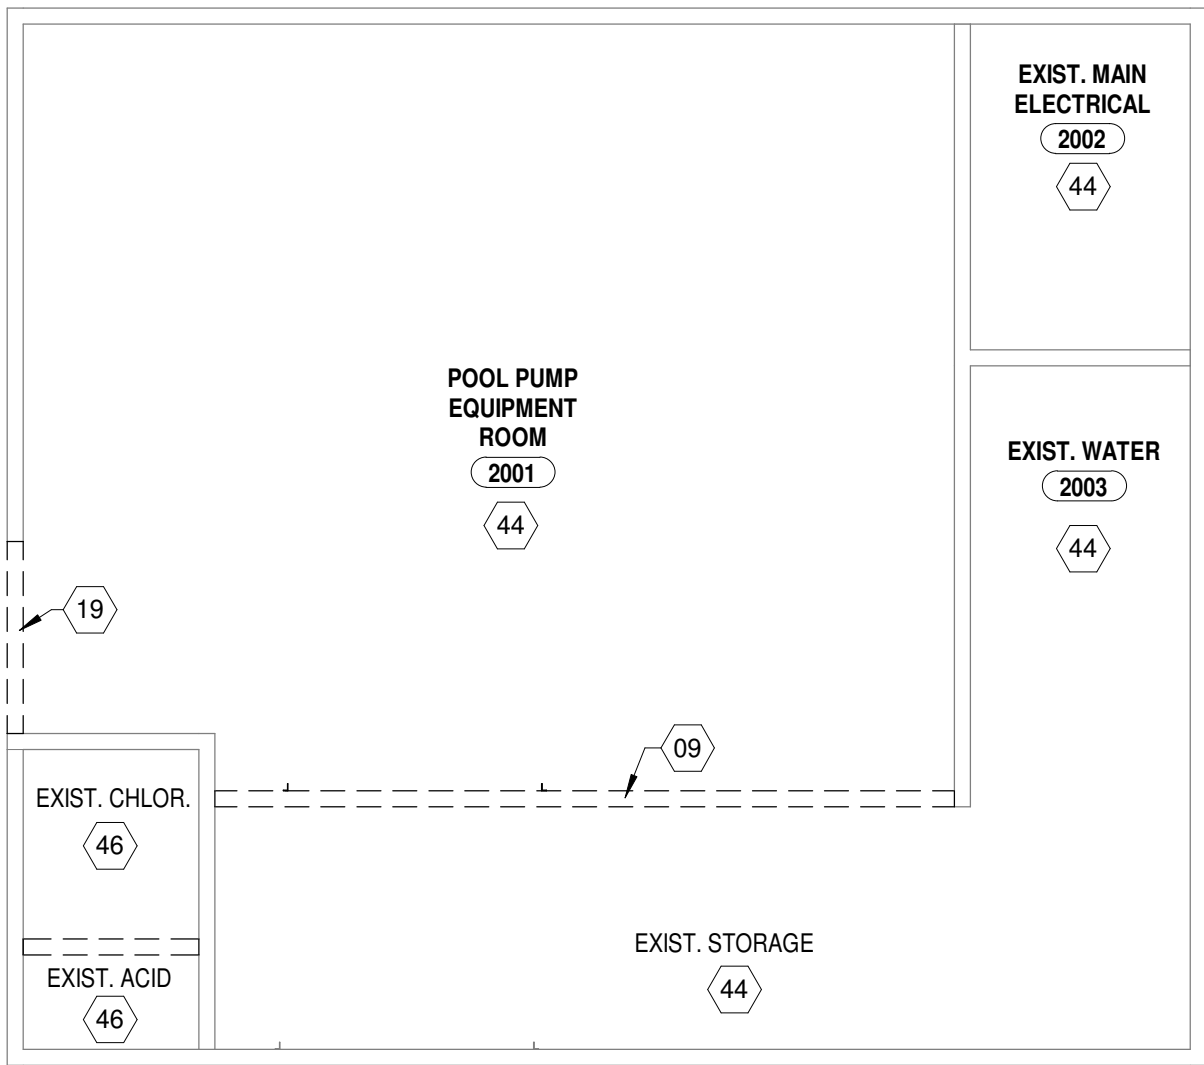 EXIST. MAIN
ELECTRICAL
2002
44
POOL PUMP
EQUIPMENT
ROOM
2001
44
EXIST. WATER
2003
44
19
09
EXIST. CHLOR.
46
EXIST. STORAGE
44
EXIST. ACID
46